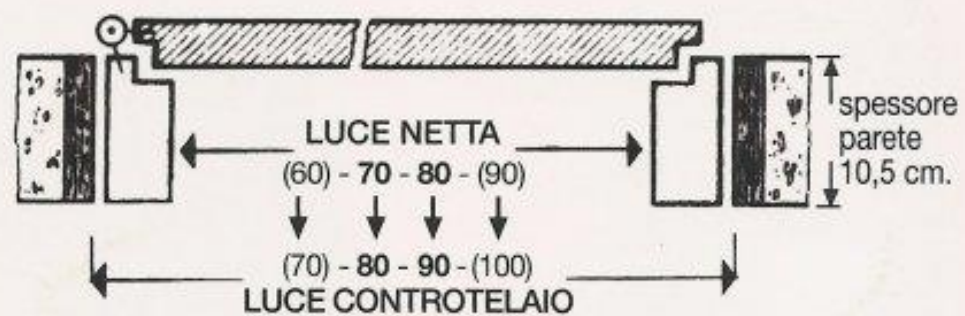 LUCE NETTA
(60) - 70 - 80 - (90)
(70) - 80 - 90 - (100)
LUCE CONTROTELAIO
spessore
parete
10,5 cm.